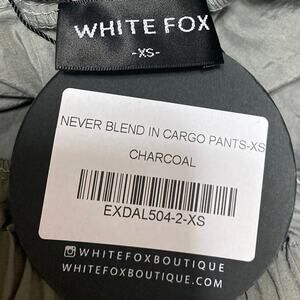 WHITE FOX
-XS-
NEVER BLEND IN CARGO PANTS-XS
CHARCOAL
EXDAL504-2-XS
WHITEFOXBOUTIQUE
WHITEFOXBOUTIQUE.COM